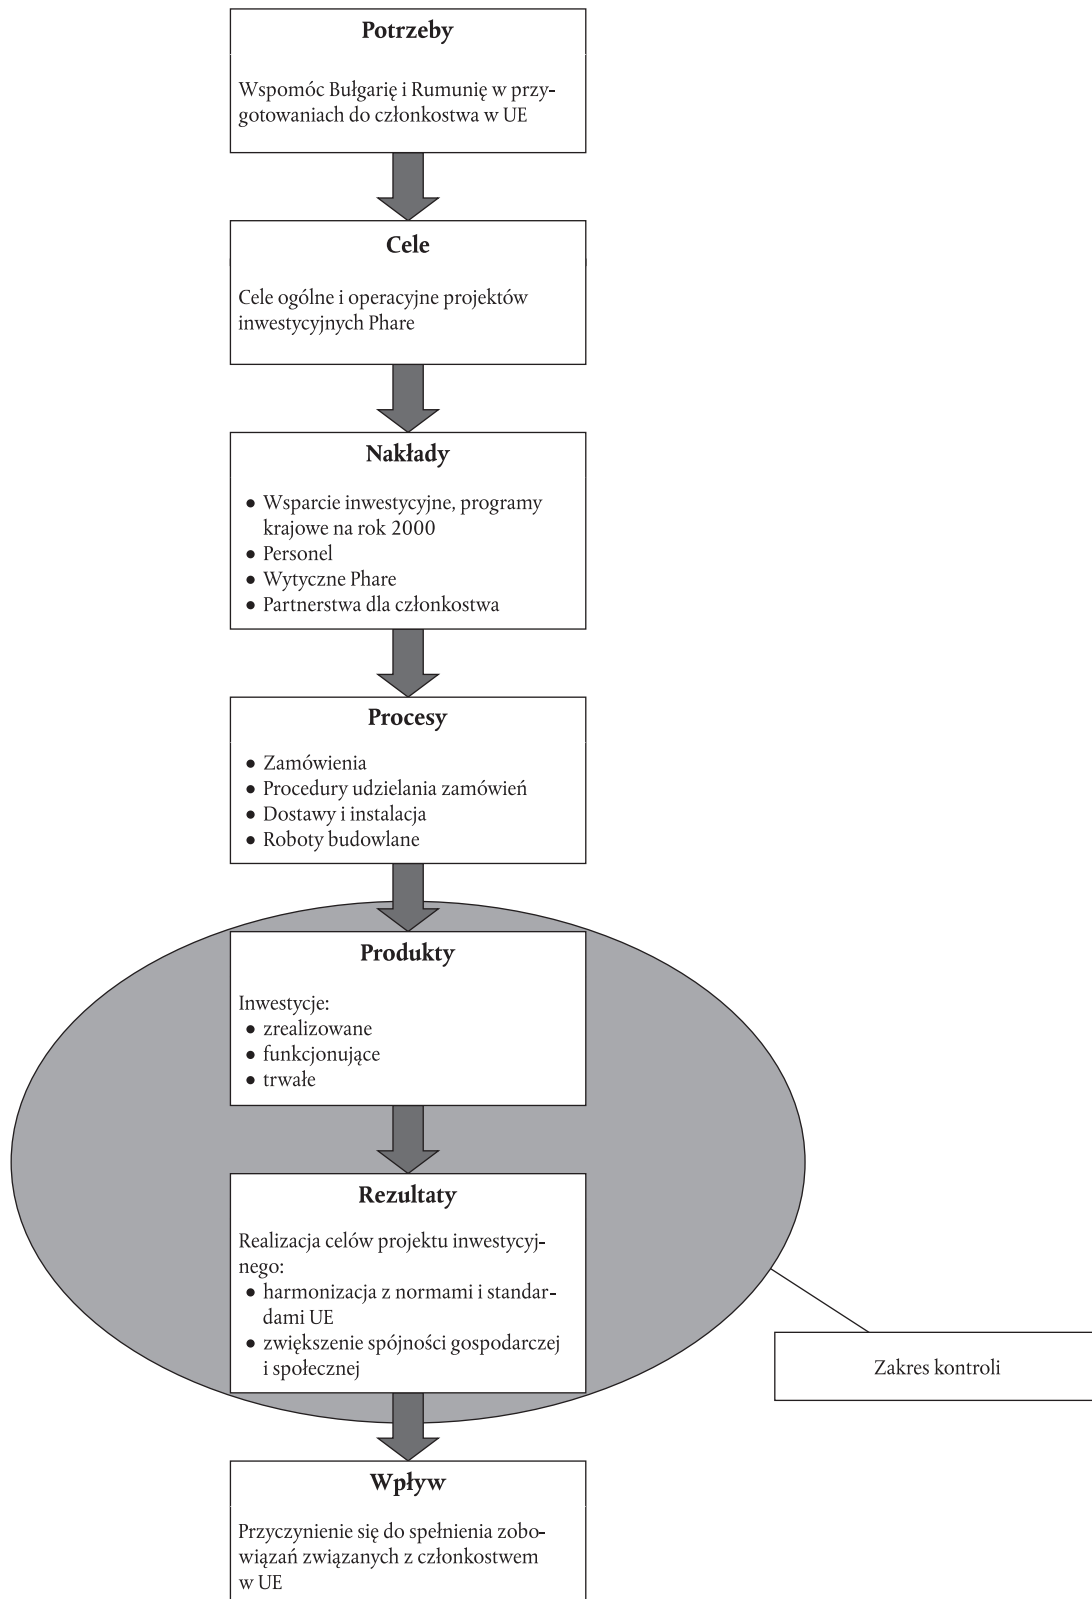 Potrzeby
Wspomóc Bułgarię i Rumunię w przy-
gotowaniach do członkostwa w UE
Cele
Cele ogólne i operacyjne projektów
inwestycyjnych Phare
Nakłady
• Wsparcie inwestycyjne, programy
krajowe na rok 2000
• Personel
• Wytyczne Phare
• Partnerstwa dla członkostwa
Procesy
• Zamówienia
• Procedury udzielania zamówień
• Dostawy i instalacja
• Roboty budowlane
Produkty
Inwestycje:
• zrealizowane
• funkcjonujące
• trwałe
Rezultaty
Realizacja celów projektu inwestycyj-
nego:
• harmonizacja z normami i standar-
dami UE
• zwiększenie spójności gospodarczej
i społecznej
Zakres kontroli
Wpływ
Przyczynienie się do spełnienia zobo-
wiązań związanych z członkostwem
w UE